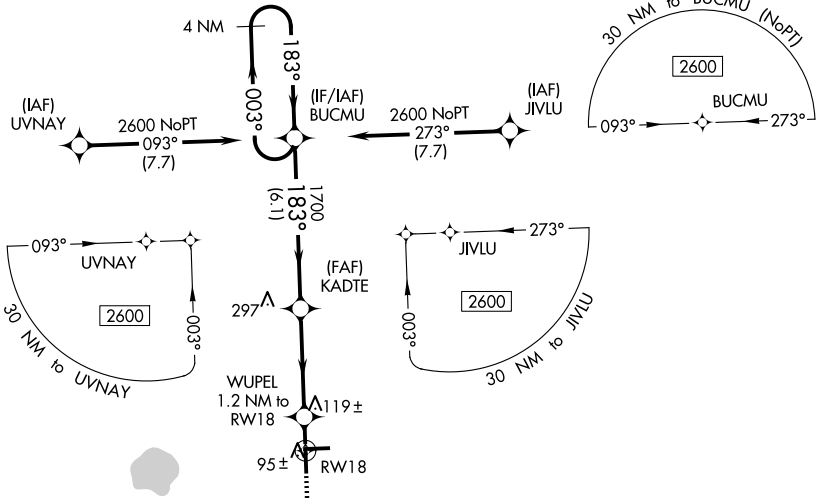 4 NM
183°
003°
(IF/IAF)
BUCMU
(IAF)
UVNAY
2600 NoPT
093°
(7.7)
2600 NoPT
273°
(7.7)
(IAF)
JIVLU
30 NM to BUCMU (NoPT)
2600
BUCMU
093°
273°
1700
183°
(6.1)
093°
UVNAY
2600
003°
30 NM to UVNAY
273°
JIVLU
2600
003°
30 NM to JIVLU
(FAF)
KADTE
297
WUPEL
1.2 NM to
RW18
119±
95±
RW18